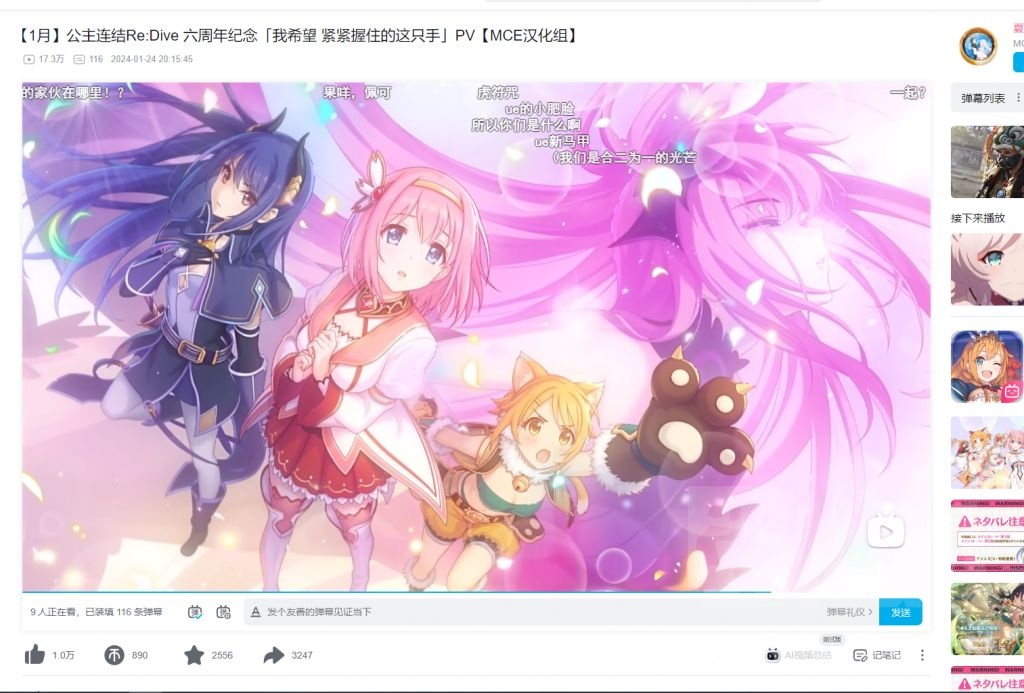 【1月】公主连结Re:Dive 六周年纪念「我希望 紧紧握住的这只手」PV【MCE汉化组】
17.3万 116 2024-01-24 20:15:45
的家伙在哪里！？
果咩，佩可
虎符咒
一起？
ue的小肥脸
所以你们是什么啊
ue新马甲
（我们是合二为一的光芒
弹幕列表
接下来播放
9 人正在看，已装填 116 条弹幕
发个友善的弹幕见证当下
弹幕礼仪 >
发送
1.0万 890 2556 3247
测试版
AI视频总结
记笔记
WARNING! WARNING
ネタバレ注意
ネタバレ注意